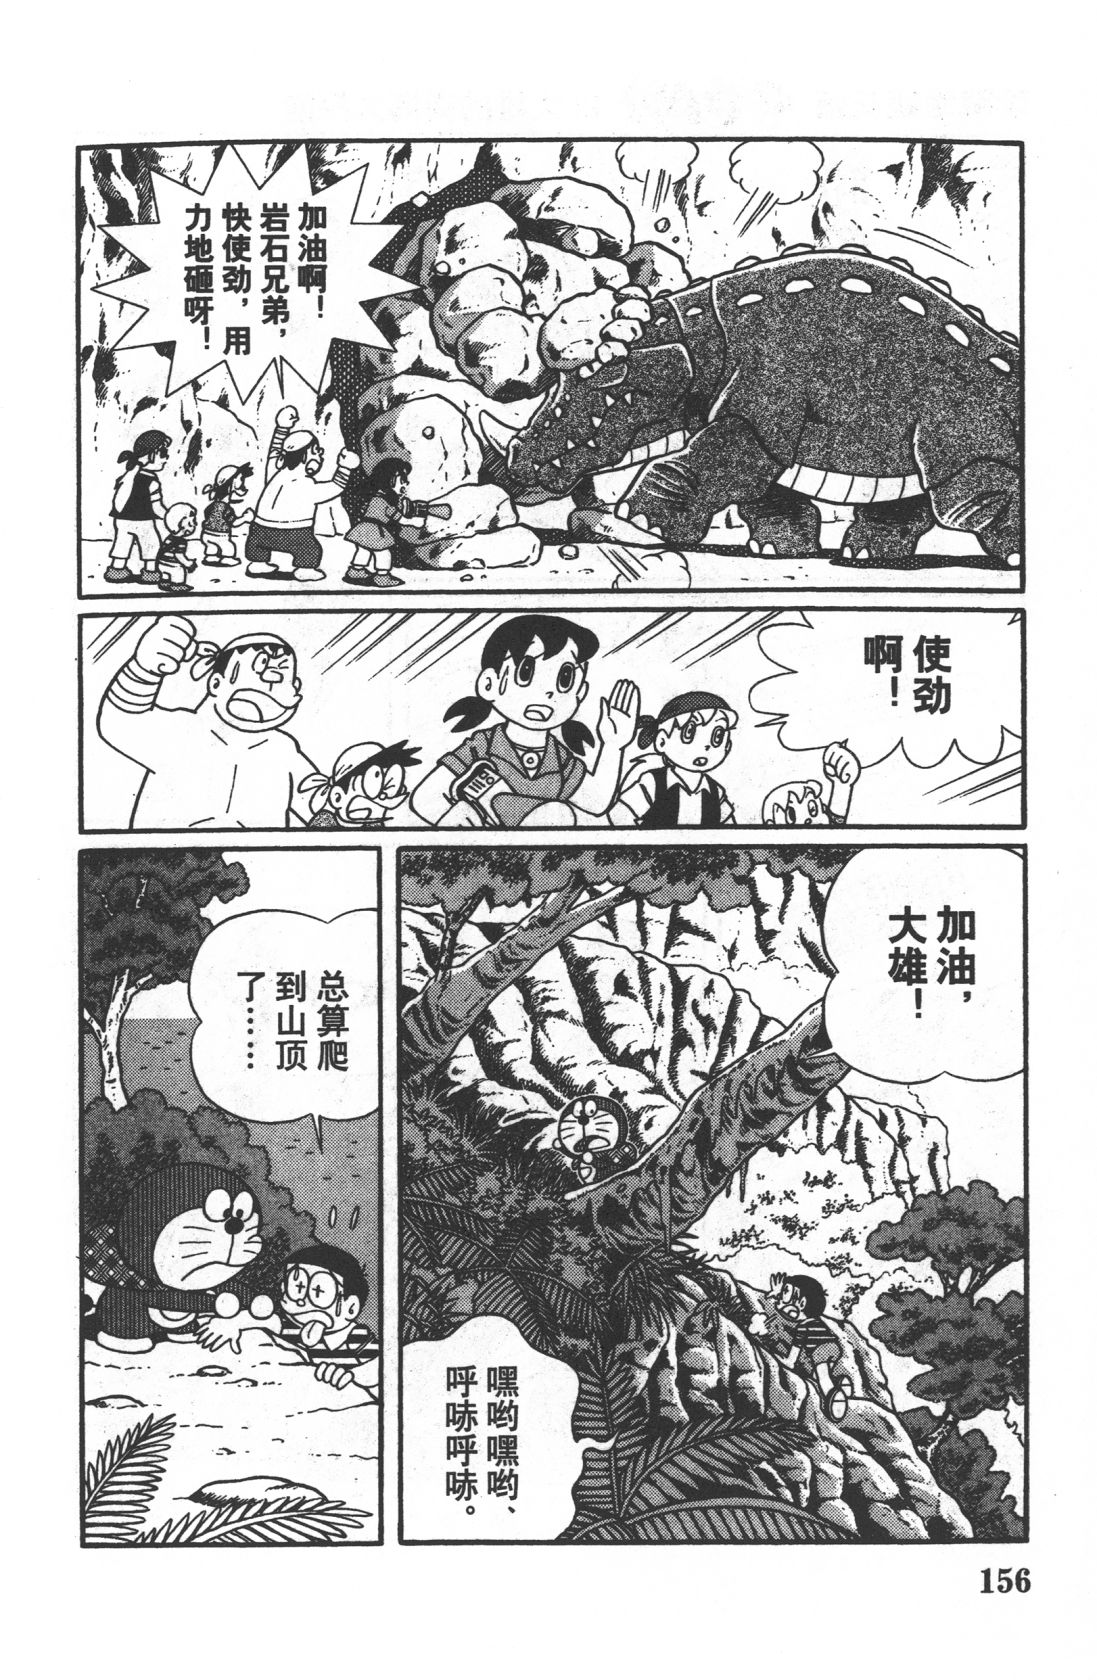 加油啊！
岩石兄弟，
快使劲，用
力地砸呀！
使劲
啊！
加油，
大雄！
嘿哟嘿哟、
呼哧呼哧。
总算爬
到山顶
了……
156